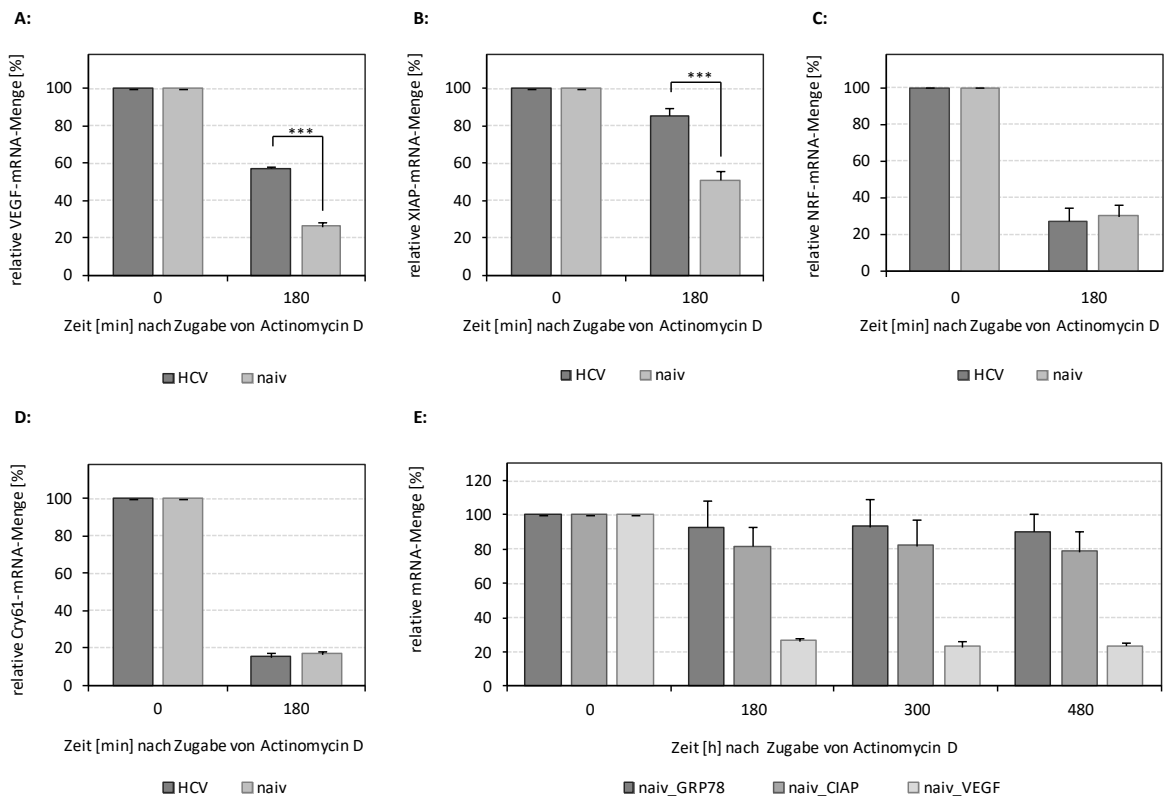 A:
relative VEGF-mRNA-Menge [%]
100
80
60
40
20
0
***
0 180
Zeit [min] nach Zugabe von Actinomycin D
HCV naiv
B:
relative XIAP-mRNA-Menge [%]
100
80
60
40
20
0
***
0 180
Zeit [min] nach Zugabe von Actinomycin D
HCV naiv
C:
relative NRF-mRNA-Menge [%]
100
80
60
40
20
0
0 180
Zeit [min] nach Zugabe von Actinomycin D
HCV naiv
D:
relative Cry61-mRNA-Menge [%]
100
80
60
40
20
0
0 180
Zeit [min] nach Zugabe von Actinomycin D
HCV naiv
E:
relative mRNA-Menge [%]
120
100
80
60
40
20
0
0 180 300 480
Zeit [h] nach Zugabe von Actinomycin D
naiv_GRP78 naiv_CIAP naiv_VEGF